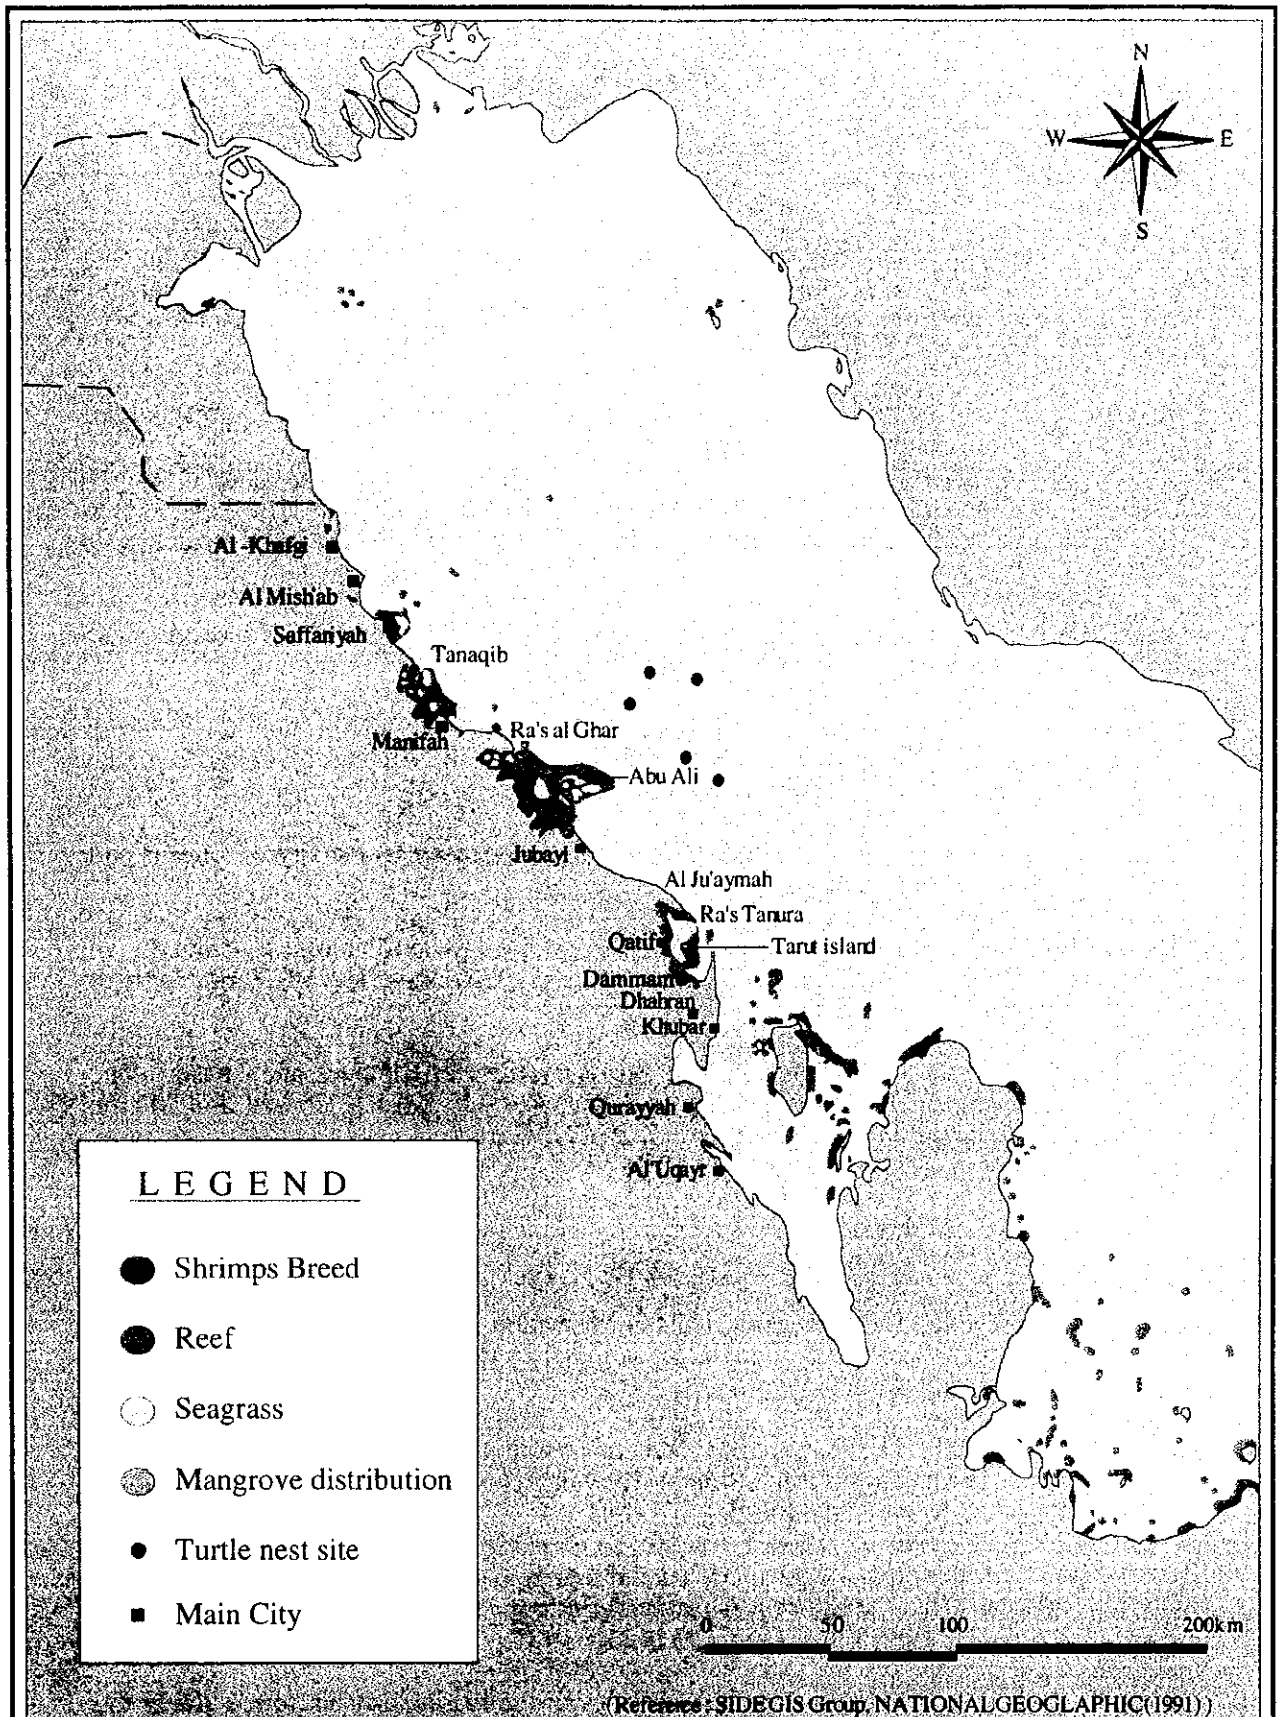 N
W E
S
Al -Khafgi
Al Mish'ab
Saffaniyah
Tanaqib
Manifah
Ra's al Ghar
Abu Ali
Jubayl
Al Ju'aymah
Ra's Tanura
Qatif
Tarut island
Dammam
Dhahran
Khubar
Qurayyah
Al'Uqayr
LEGEND
Shrimps Breed
Reef
Seagrass
Mangrove distribution
Turtle nest site
Main City
0 50 100 200km
(Reference : SIDEGIS Group, NATIONALGEOGLAPHIC(1991))